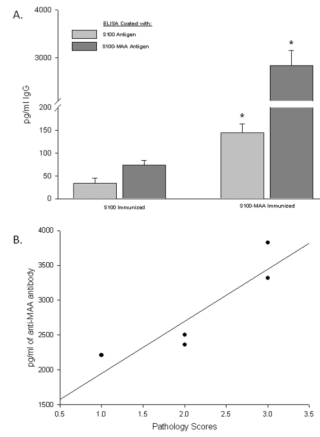 A.
ELISA Coated with:
S100 Antigen
S100-MAA Antigen
pg/ml IgG
4000
3000
200
150
100
50
0
*
*
S100 Immunized
S100-MAA Immunized
B.
pg/ml of anti-MAA antibody
4000
3500
3000
2500
2000
1500
0.5 1.0 1.5 2.0 2.5 3.0 3.5
Pathology Scores